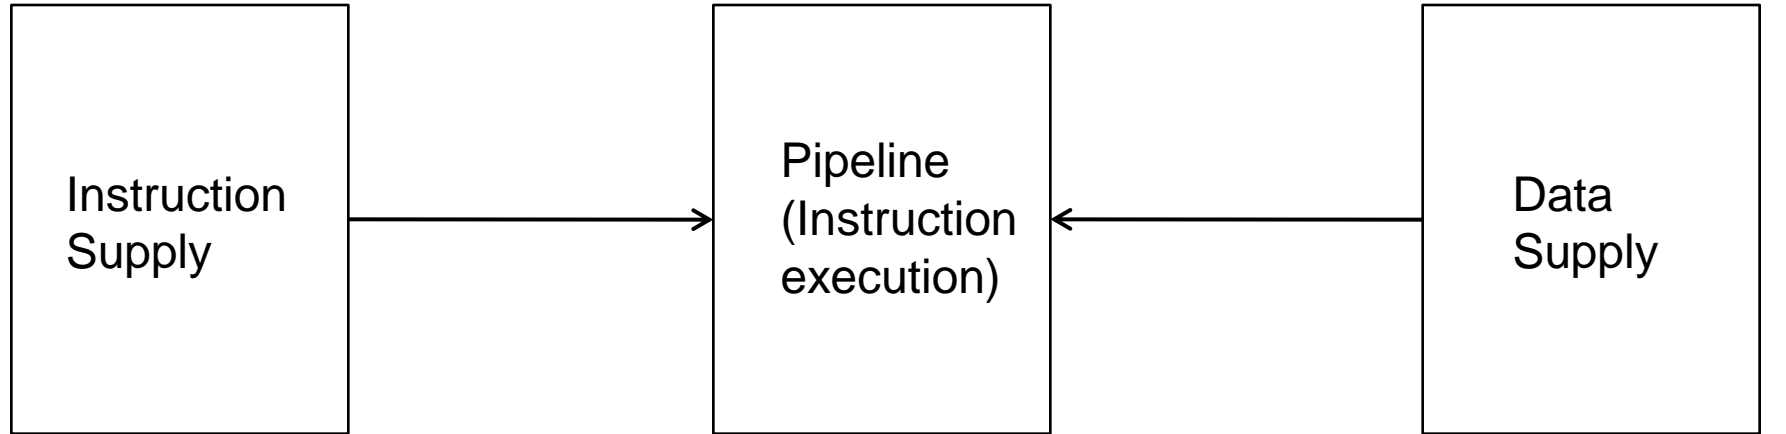 Instruction
Supply
Pipeline
(Instruction
execution)
Data
Supply